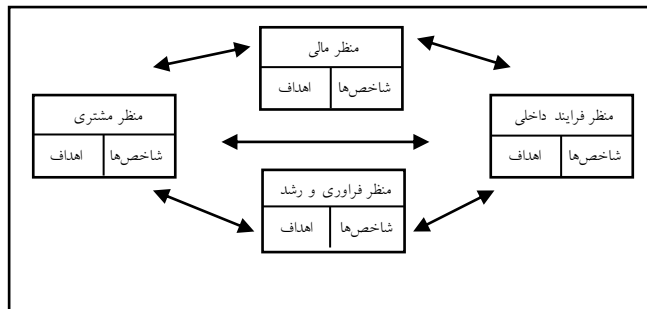 منظر مالی
شاخص‌ها اهداف
منظر فرایند داخلی
شاخص‌ها اهداف
منظر مشتری
شاخص‌ها اهداف
منظر فراوری و رشد
شاخص‌ها اهداف